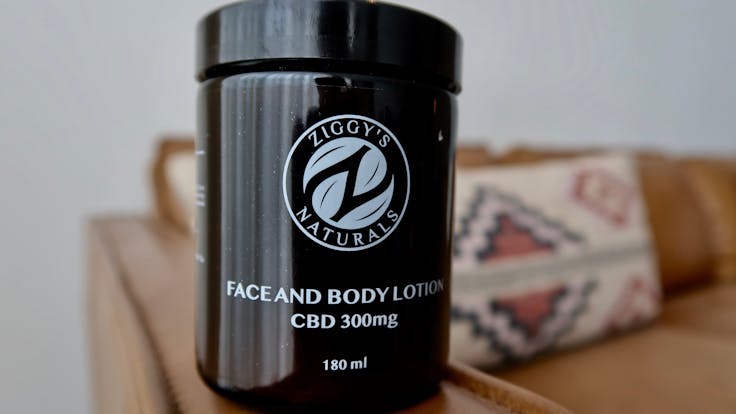 ZIGGY'S
NATURALS
FACE AND BODY LOTION
CBD 300mg
180 ml